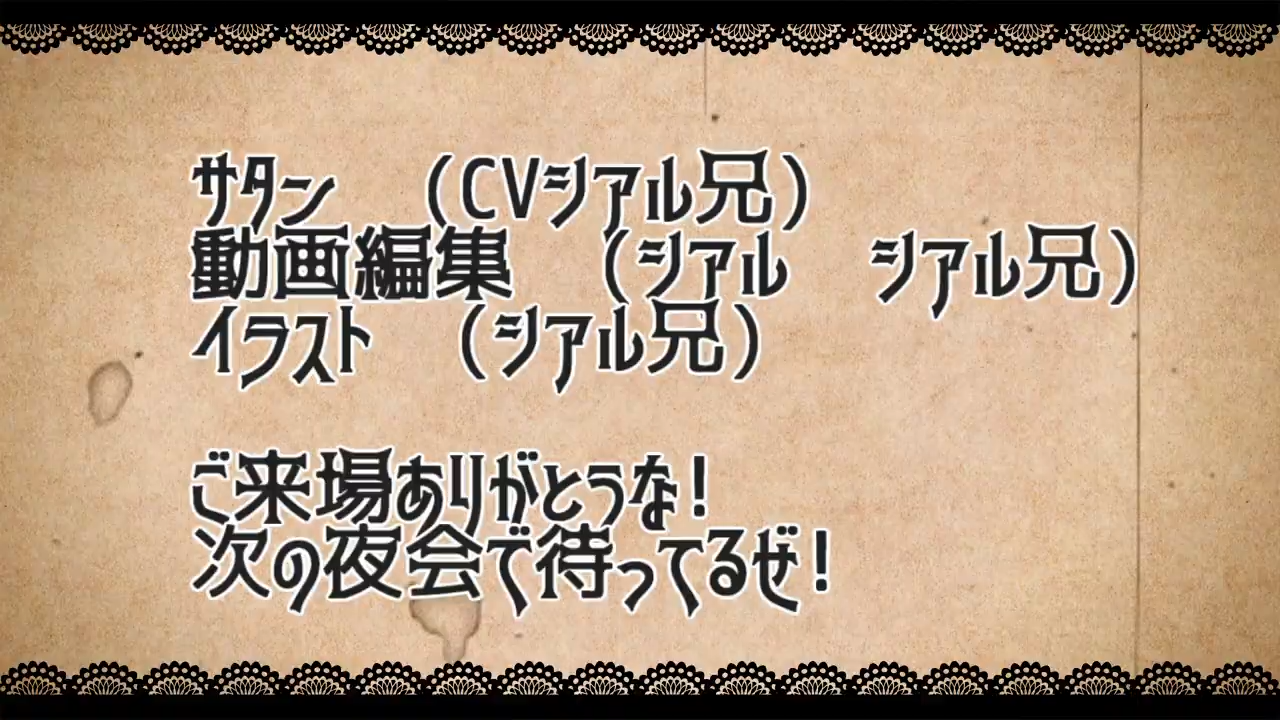 サタン　（CVシアル兄）
動画編集　（シアル　シアル兄）
イラスト　（シアル兄）
ご来場ありがとうな！
次の夜会で待ってるぜ！